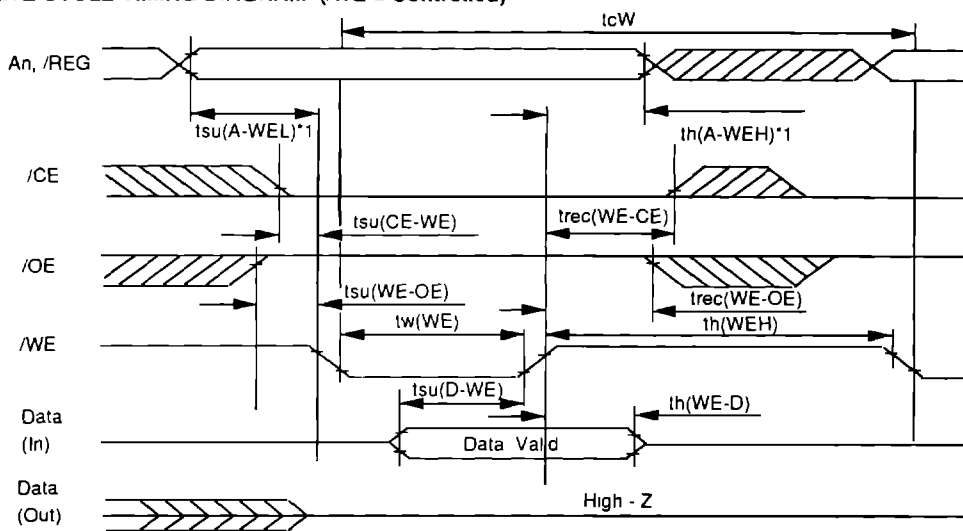 tcW
An, /REG
tsu(A-WEL)*1
th(A-WEH)*1
/CE
tsu(CE-WE)
trec(WE-CE)
/OE
tsu(WE-OE)
trec(WE-OE)
tw(WE)
th(WEH)
/WE
tsu(D-WE)
th(WE-D)
Data
(In)
Data Valid
Data
(Out)
High - Z